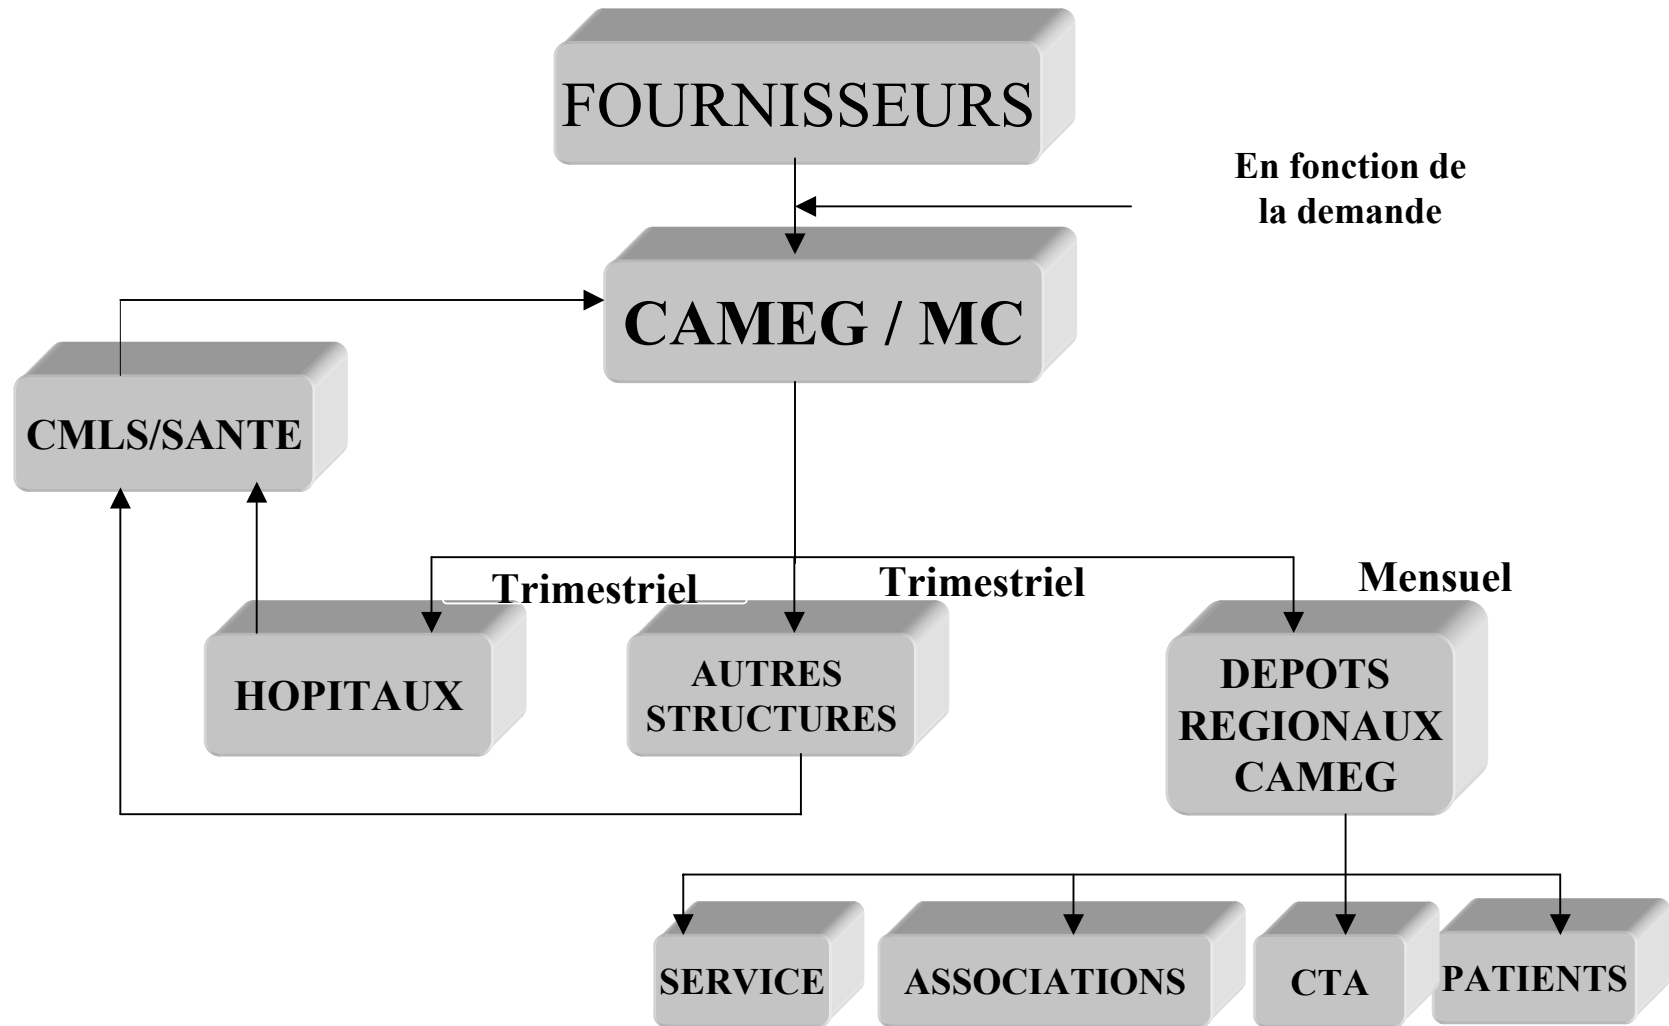 FOURNISSEURS
En fonction de
la demande
CAMEG / MC
CMLS/SANTE
Trimestriel
Trimestriel
Mensuel
HOPITAUX
AUTRES
STRUCTURES
DEPOTS
REGIONAUX
CAMEG
SERVICE
ASSOCIATIONS
CTA
PATIENTS